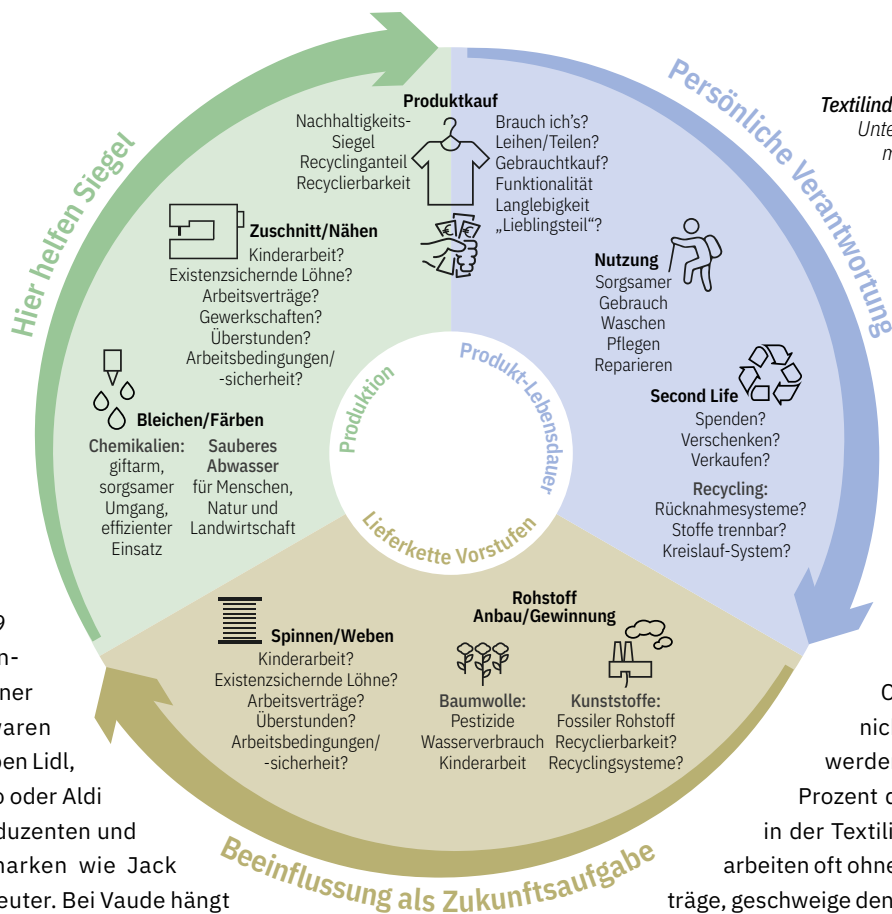 Hier helfen Siegel
Persönliche Verantwortung
Beeinflussung als Zukunftsaufgabe
Produktion
Produkt-Lebensdauer
Lieferkette Vorstufen
Produktkauf
Nachhaltigkeits-
Siegel
Recyclinganteil
Recyclierbarkeit
Brauch ich’s?
Leihen/Teilen?
Gebrauchtkauf?
Funktionalität
Langlebigkeit
„Lieblingsteil“?
€ €
Nutzung
Sorgsamer
Gebrauch
Waschen
Pflegen
Reparieren
Second Life
Spenden?
Verschenken?
Verkaufen?
Recycling:
Rücknahmesysteme?
Stoffe trennbar?
Kreislauf-System?
Rohstoff
Anbau/Gewinnung
Baumwolle:
Pestizide
Wasserverbrauch
Kinderarbeit
Kunststoffe:
Fossiler Rohstoff
Recyclierbarkeit?
Recyclingsysteme?
Spinnen/Weben
Kinderarbeit?
Existenzsichernde Löhne?
Arbeitsverträge?
Überstunden?
Arbeitsbedingungen/
-sicherheit?
Bleichen/Färben
Chemikalien:
giftarm,
sorgsamer
Umgang,
effizienter
Einsatz
Sauberes
Abwasser
für Menschen,
Natur und
Landwirtschaft
Zuschnitt/Nähen
Kinderarbeit?
Existenzsichernde Löhne?
Arbeitsverträge?
Gewerkschaften?
Überstunden?
Arbeitsbedingungen/
-sicherheit?
Textilind
Unte
m
9
n-
ner
varen
en Lidl,
o oder Aldi
duzenten und
narken wie Jack
euter. Bei Vaude hängt
nic
werde
Prozent
in der Textili
arbeiten oft ohne
träge, geschweige den